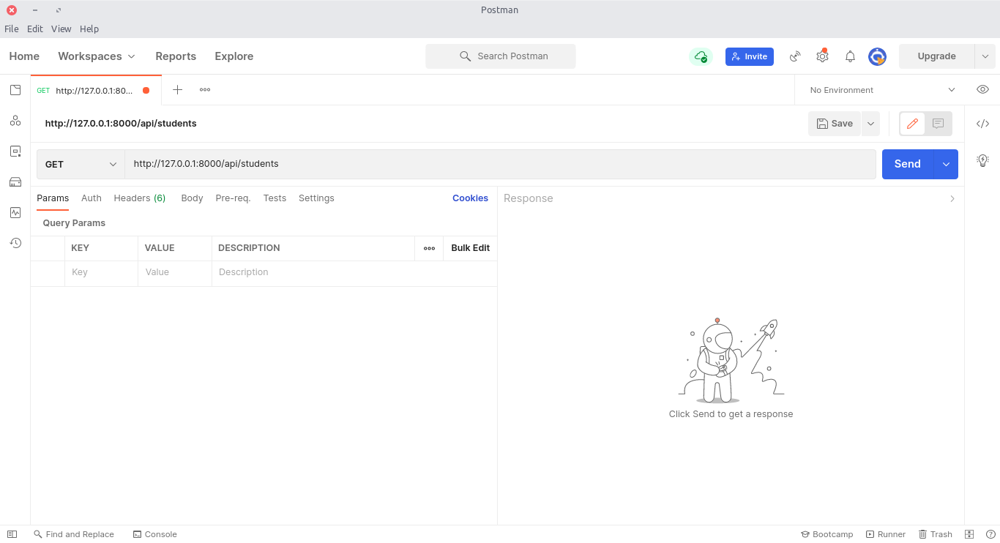 Postman
File Edit View Help
Home Workspaces Reports Explore Search Postman Invite Upgrade
GET http://127.0.0.1:80... No Environment
http://127.0.0.1:8000/api/students Save
GET http://127.0.0.1:8000/api/students Send
Params Auth Headers (6) Body Pre-req. Tests Settings Cookies Response
Query Params
KEY VALUE DESCRIPTION Bulk Edit
Key Value Description
Click Send to get a response
Find and Replace Console Bootcamp Runner Trash